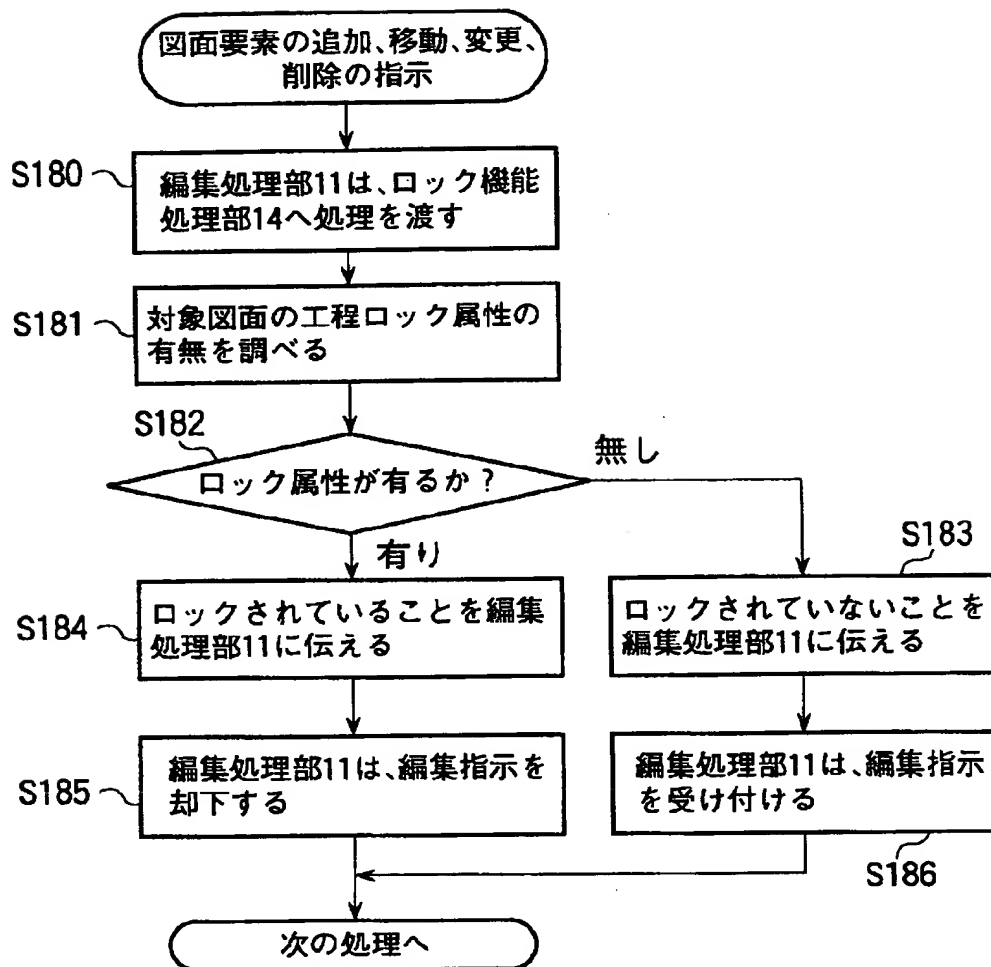 図面要素の追加、移動、変更、
削除の指示
S180
編集処理部11は、ロック機能
処理部14へ処理を渡す
S181
対象図面の工程ロック属性の
有無を調べる
S182
ロック属性が有るか?
無し
有り
S183
S184
ロックされていることを編集
処理部11に伝える
ロックされていないことを
編集処理部11に伝える
S185
編集処理部11は、編集指示を
却下する
編集処理部11は、編集指示
を受け付ける
S186
次の処理へ